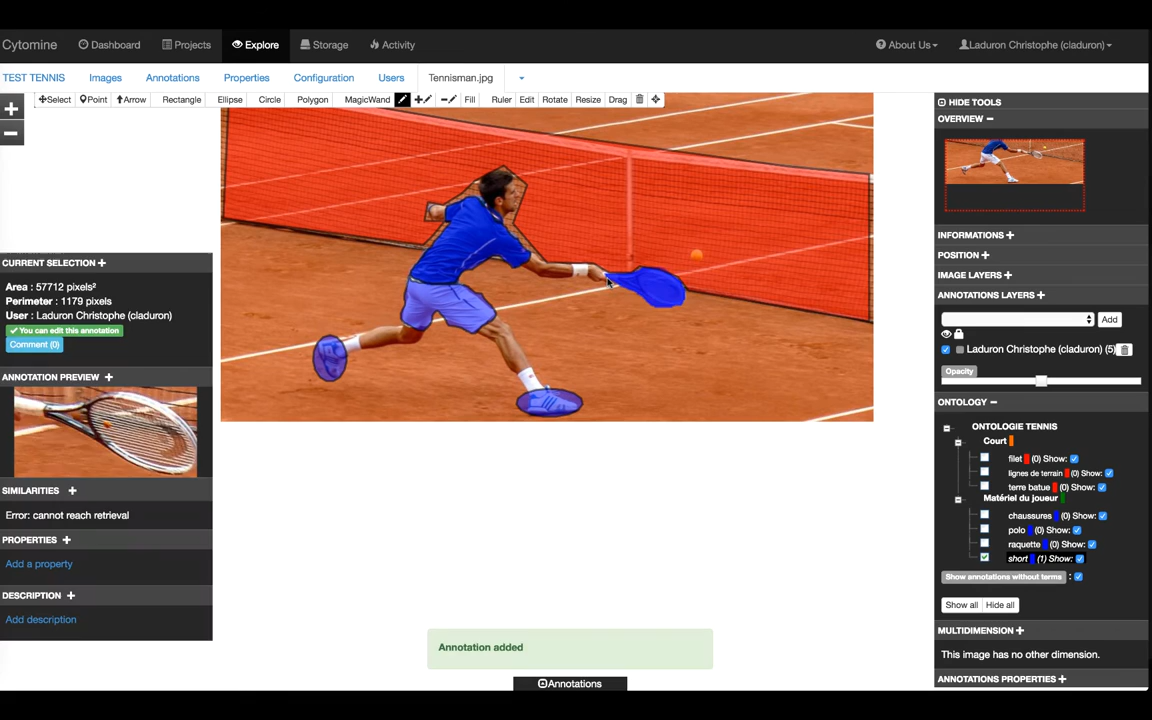 Cytomine Dashboard Projects Explore Storage Activity About Us Laduron Christophe (claduron)
TEST TENNIS Images Annotations Properties Configuration Users Tennisman.jpg
Select Point Arrow Rectangle Ellipse Circle Polygon MagicWand Fill Ruler Edit Rotate Resize Drag
HIDE TOOLS
OVERVIEW
INFORMATIONS
POSITION
IMAGE LAYERS
ANNOTATIONS LAYERS
Add
Laduron Christophe (claduron) (5)
Opacity
ONTOLOGY
ONTOLOGIE TENNIS
Court
filet (0) Show:
lignes de terrain (0) Show:
terre batue (0) Show:
Matériel du joueur
chaussures (0) Show:
polo (0) Show:
raquette (0) Show:
short (1) Show:
Show annotations without terms :
Show all Hide all
MULTIDIMENSION
This image has no other dimension.
ANNOTATIONS PROPERTIES
CURRENT SELECTION
Area : 57712 pixels²
Perimeter : 1179 pixels
User : Laduron Christophe (claduron)
You can edit this annotation
Comment (0)
ANNOTATION PREVIEW
SIMILARITIES
Error: cannot reach retrieval
PROPERTIES
Add a property
DESCRIPTION
Add description
Annotation added
Annotations